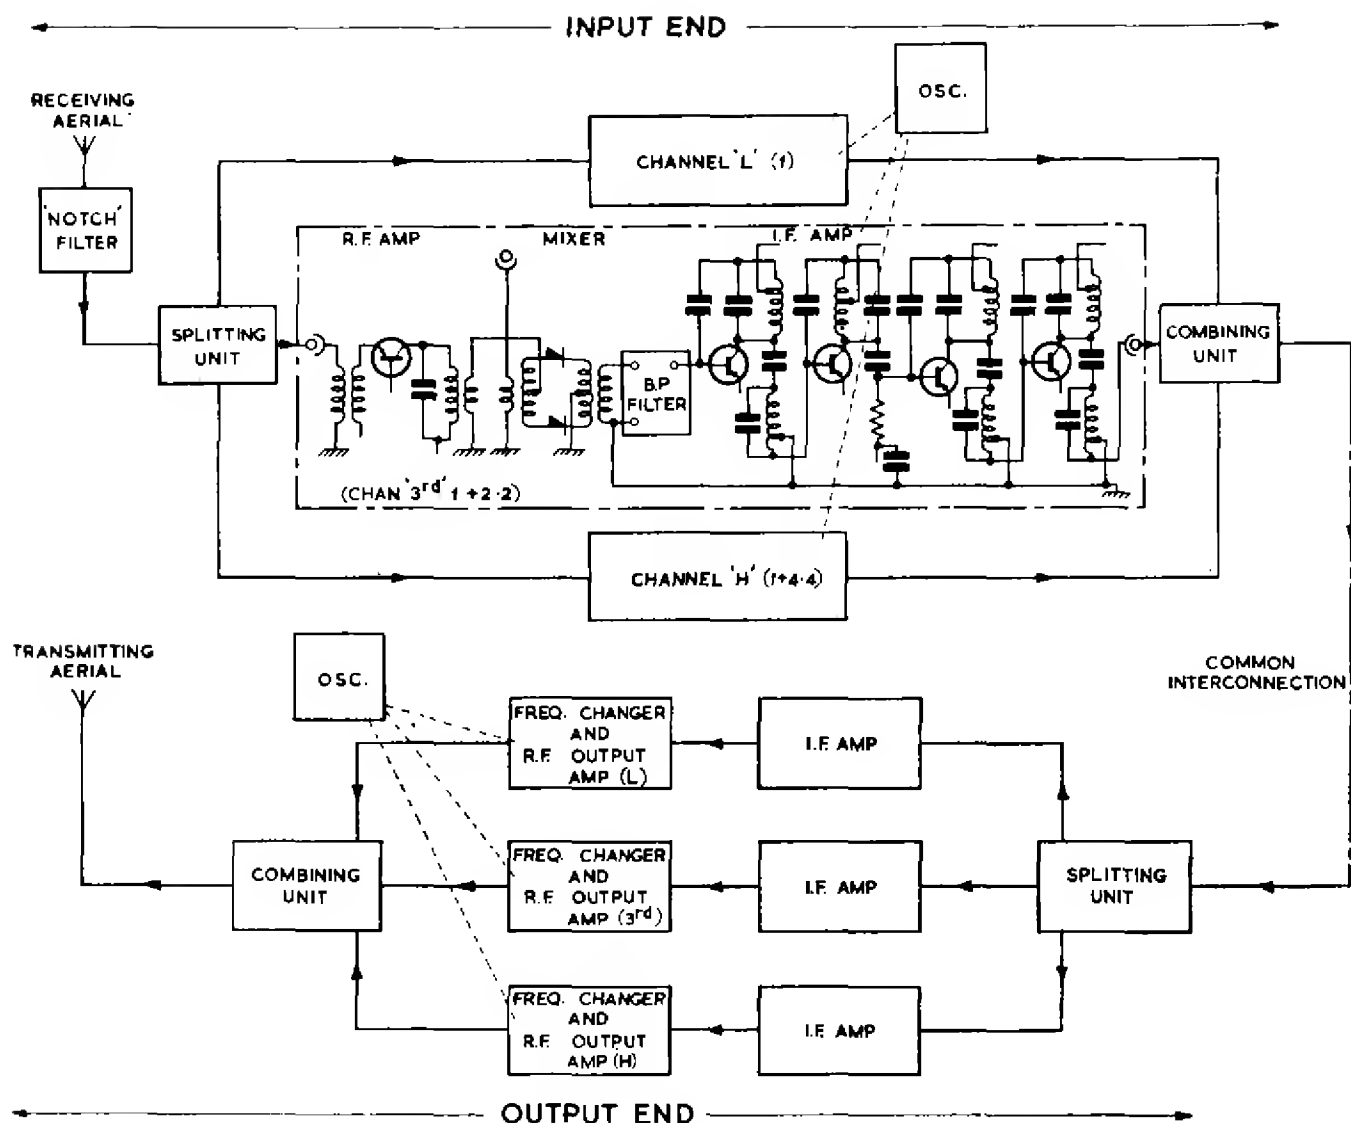 INPUT END
OSC.
RECEIVING
AERIAL
CHANNEL 'L' (f)
'NOTCH'
FILTER
R.F. AMP
MIXER
I.F. AMP
SPLITTING
UNIT
COMBINING
UNIT
B.P.
FILTER
(CHAN '3rd' f +2·2)
CHANNEL 'H' (f+4·4)
TRANSMITTING
AERIAL
OSC.
COMMON
INTERCONNECTION
FREQ. CHANGER
AND
R.F. OUTPUT
AMP (L)
I.F. AMP
COMBINING
UNIT
FREQ. CHANGER
AND
R.F. OUTPUT
AMP (3rd)
I.F. AMP
SPLITTING
UNIT
FREQ. CHANGER
AND
R.F. OUTPUT
AMP (H)
I.F. AMP
OUTPUT END